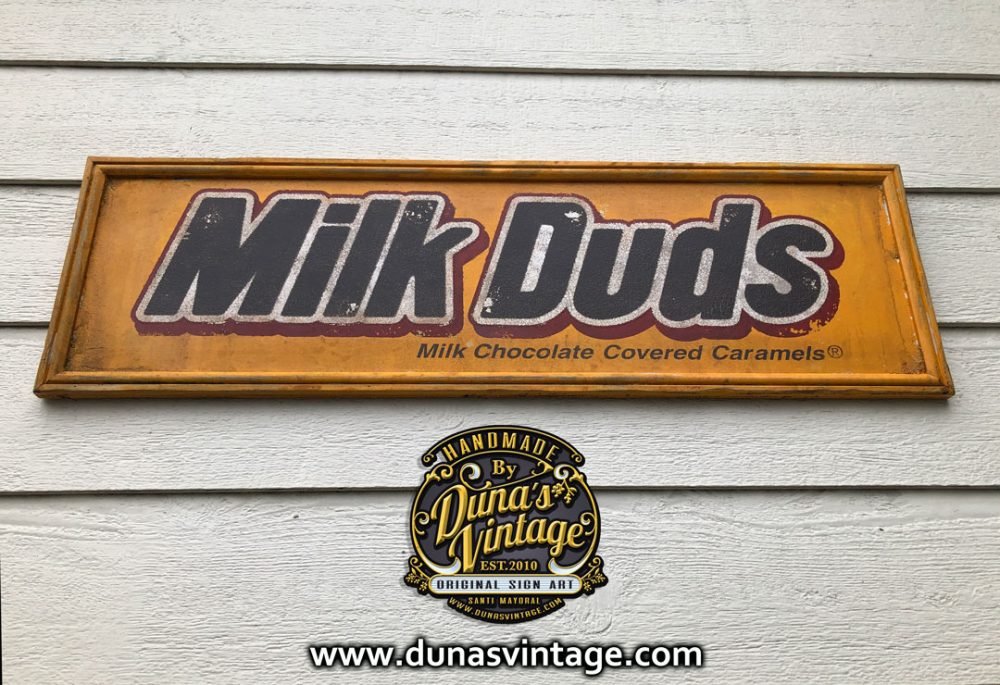 Milk Duds
Milk Chocolate Covered Caramels®
HANDMADE
By
Duna's
Vintage
EST.2010
ORIGINAL SIGN ART
SANTI MAYORAL
WWW.DUNASVINTAGE.COM
www.dunasvintage.com